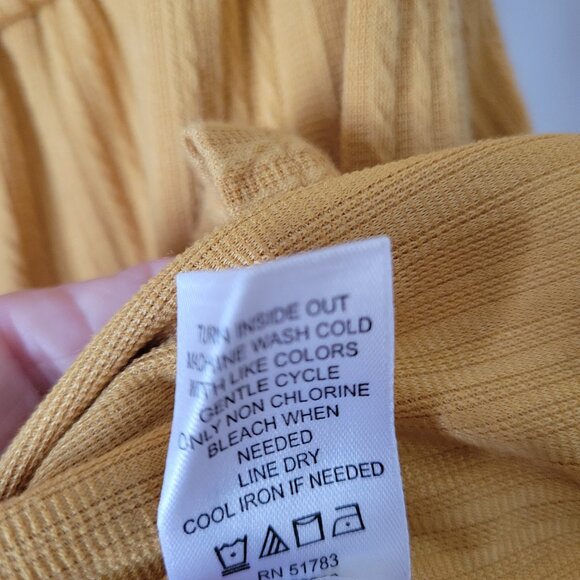 TURN INSIDE OUT
MACHINE WASH COLD
WITH LIKE COLORS
GENTLE CYCLE
ONLY NON CHLORINE
BLEACH WHEN
NEEDED
LINE DRY
COOL IRON IF NEEDED
RN 51783